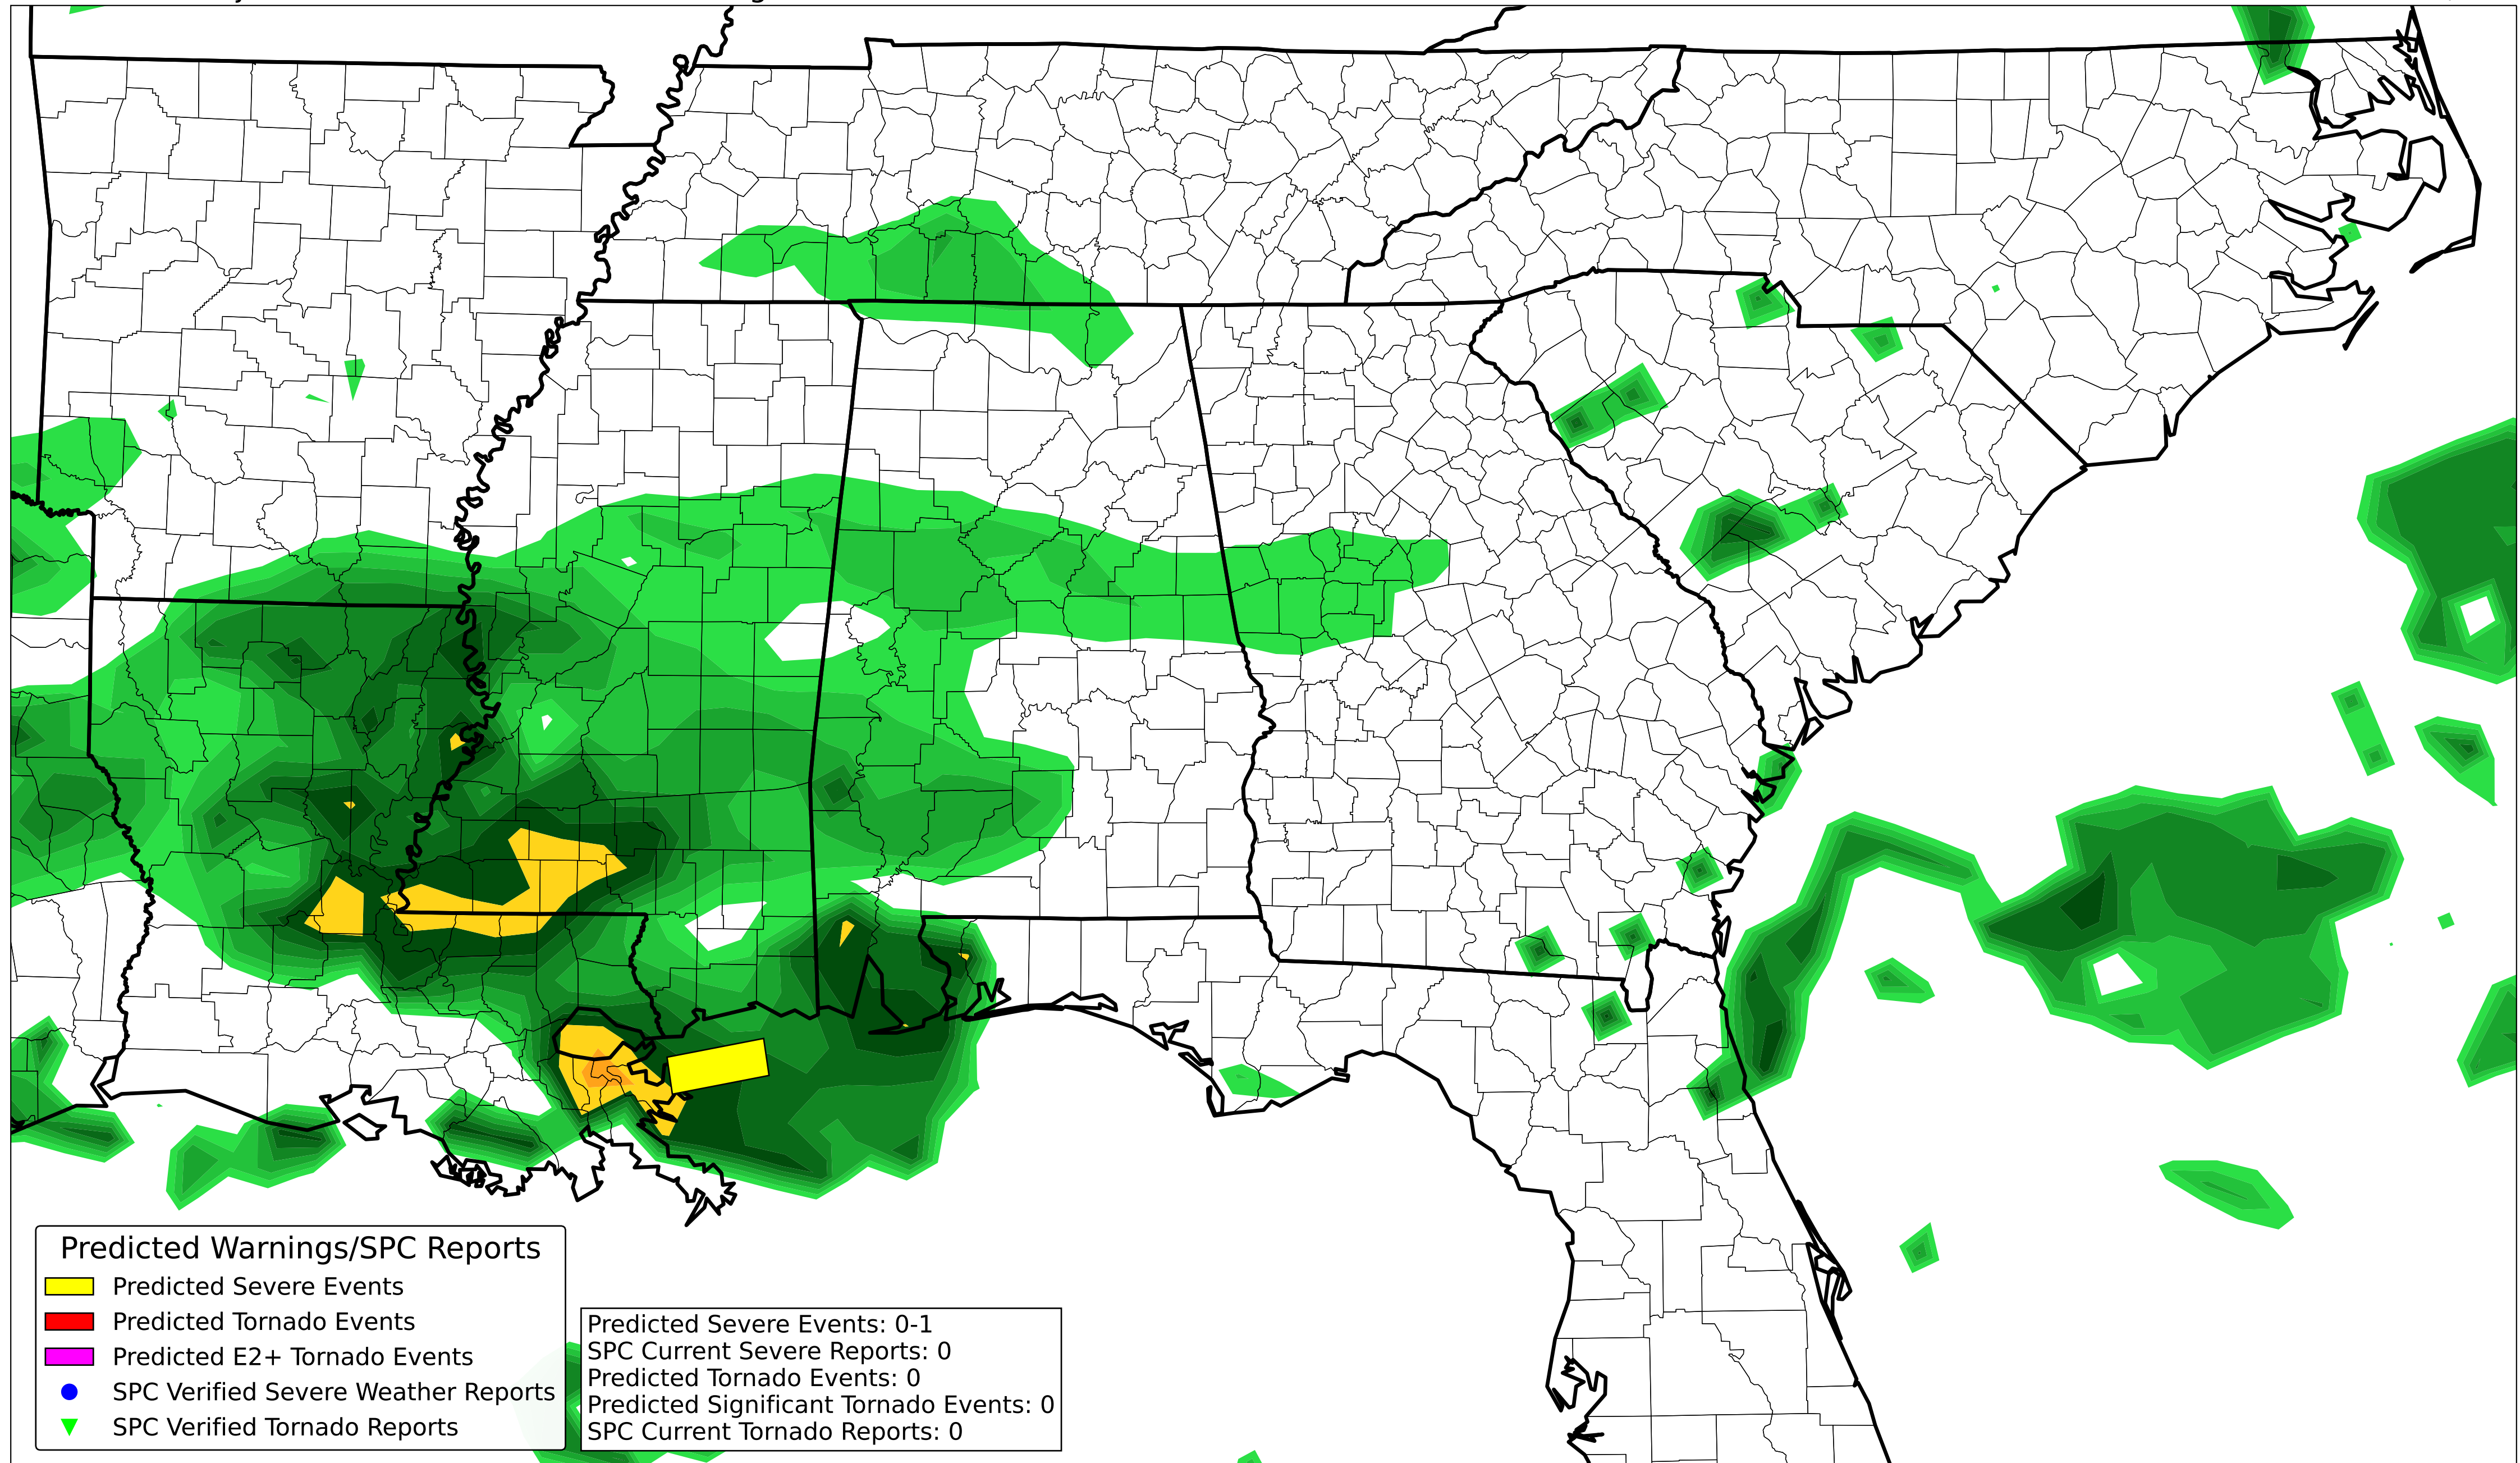 Predicted Warnings/SPC Reports
Predicted Severe Events
Predicted Tornado Events
Predicted E2+ Tornado Events
SPC Verified Severe Weather Reports
SPC Verified Tornado Reports
Predicted Severe Events: 0-1
SPC Current Severe Reports: 0
Predicted Tornado Events: 0
Predicted Significant Tornado Events: 0
SPC Current Tornado Reports: 0